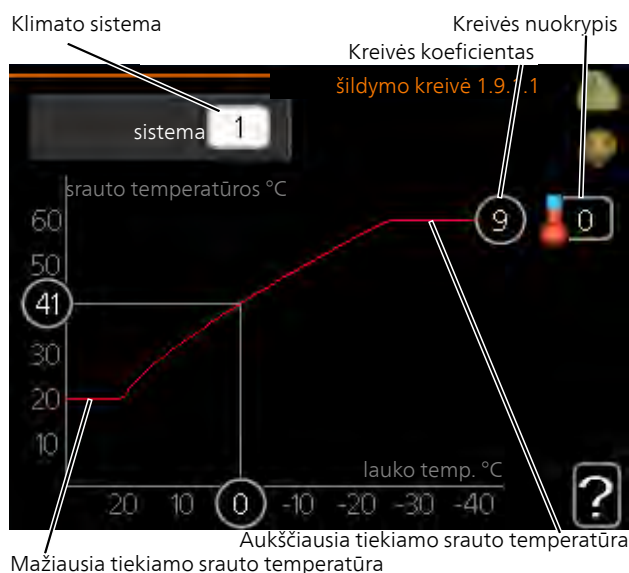 Klimato sistema
Kreivės nuokrypis
Kreivės koeficientas
šildymo kreivė 1.9.1.1
sistema 1
srauto temperatūros °C
60
9
0
50
41
30
20
10
lauko temp. °C
20 10 0 -10 -20 -30 -40
?
Aukščiausia tiekiamo srauto temperatūra
Mažiausia tiekiamo srauto temperatūra